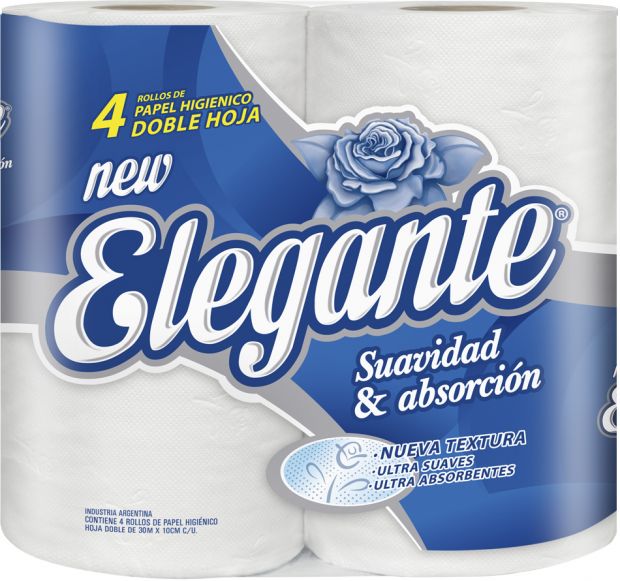 4
ROLLOS DE
PAPEL HIGIENICO
DOBLE HOJA
new
Elegante®
Suavidad
& absorción
• NUEVA TEXTURA
• ULTRA SUAVES
• ULTRA ABSORBENTES
INDUSTRIA ARGENTINA
CONTIENE 4 ROLLOS DE PAPEL HIGIÉNICO
HOJA DOBLE DE 30M X 10CM C/U.